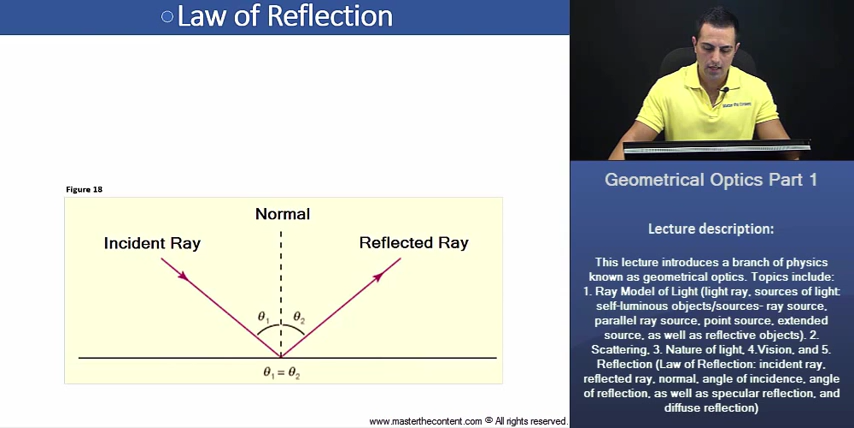 Law of Reflection
Figure 18
Normal
Incident Ray
Reflected Ray
θ1
θ2
θ1 = θ2
www.masterthecontent.com ® All rights reserved.
Geometrical Optics Part 1
Lecture description:
This lecture introduces a branch of physics
known as geometrical optics. Topics include:
1. Ray Model of Light (light ray, sources of light:
self-luminous objects/sources- ray source,
parallel ray source, point source, extended
source, as well as reflective objects). 2.
Scattering, 3. Nature of light, 4.Vision, and 5.
Reflection (Law of Reflection: incident ray,
reflected ray, normal, angle of incidence, angle
of reflection, as well as specular reflection, and
diffuse reflection)